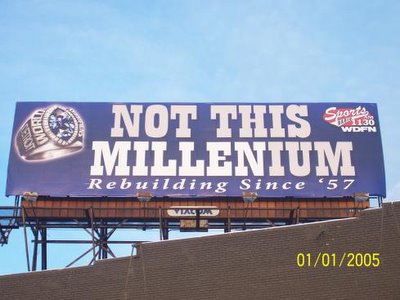 NOT THIS
MILLENIUM
Rebuilding Since '57
Sports
1130
WDFN
WORLD
VIACOM
01/01/2005